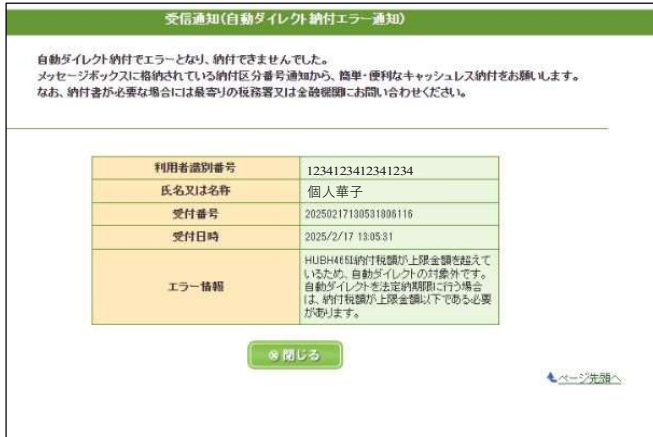 受信通知(自動ダイレクト納付エラー通知)
自動ダイレクト納付でエラーとなり、納付できませんでした。
メッセージボックスに格納されている納付区分番号通知から、簡単・便利なキャッシュレス納付をお願いします。
なお、納付書が必要な場合には最寄りの税務署又は金融機関にお問い合わせください。
利用者識別番号 1234123412341234
氏名又は名称 個人華子
受付番号 20250217130531806116
受付日時 2025/2/17 13:05:31
エラー情報
HUBH465I納付税額が上限金額を超えて
いるため、自動ダイレクトの対象外です。
自動ダイレクトを法定納期限に行う場合
は、納付税額が上限金額以下である必要
があります。
閉じる
ページ先頭へ